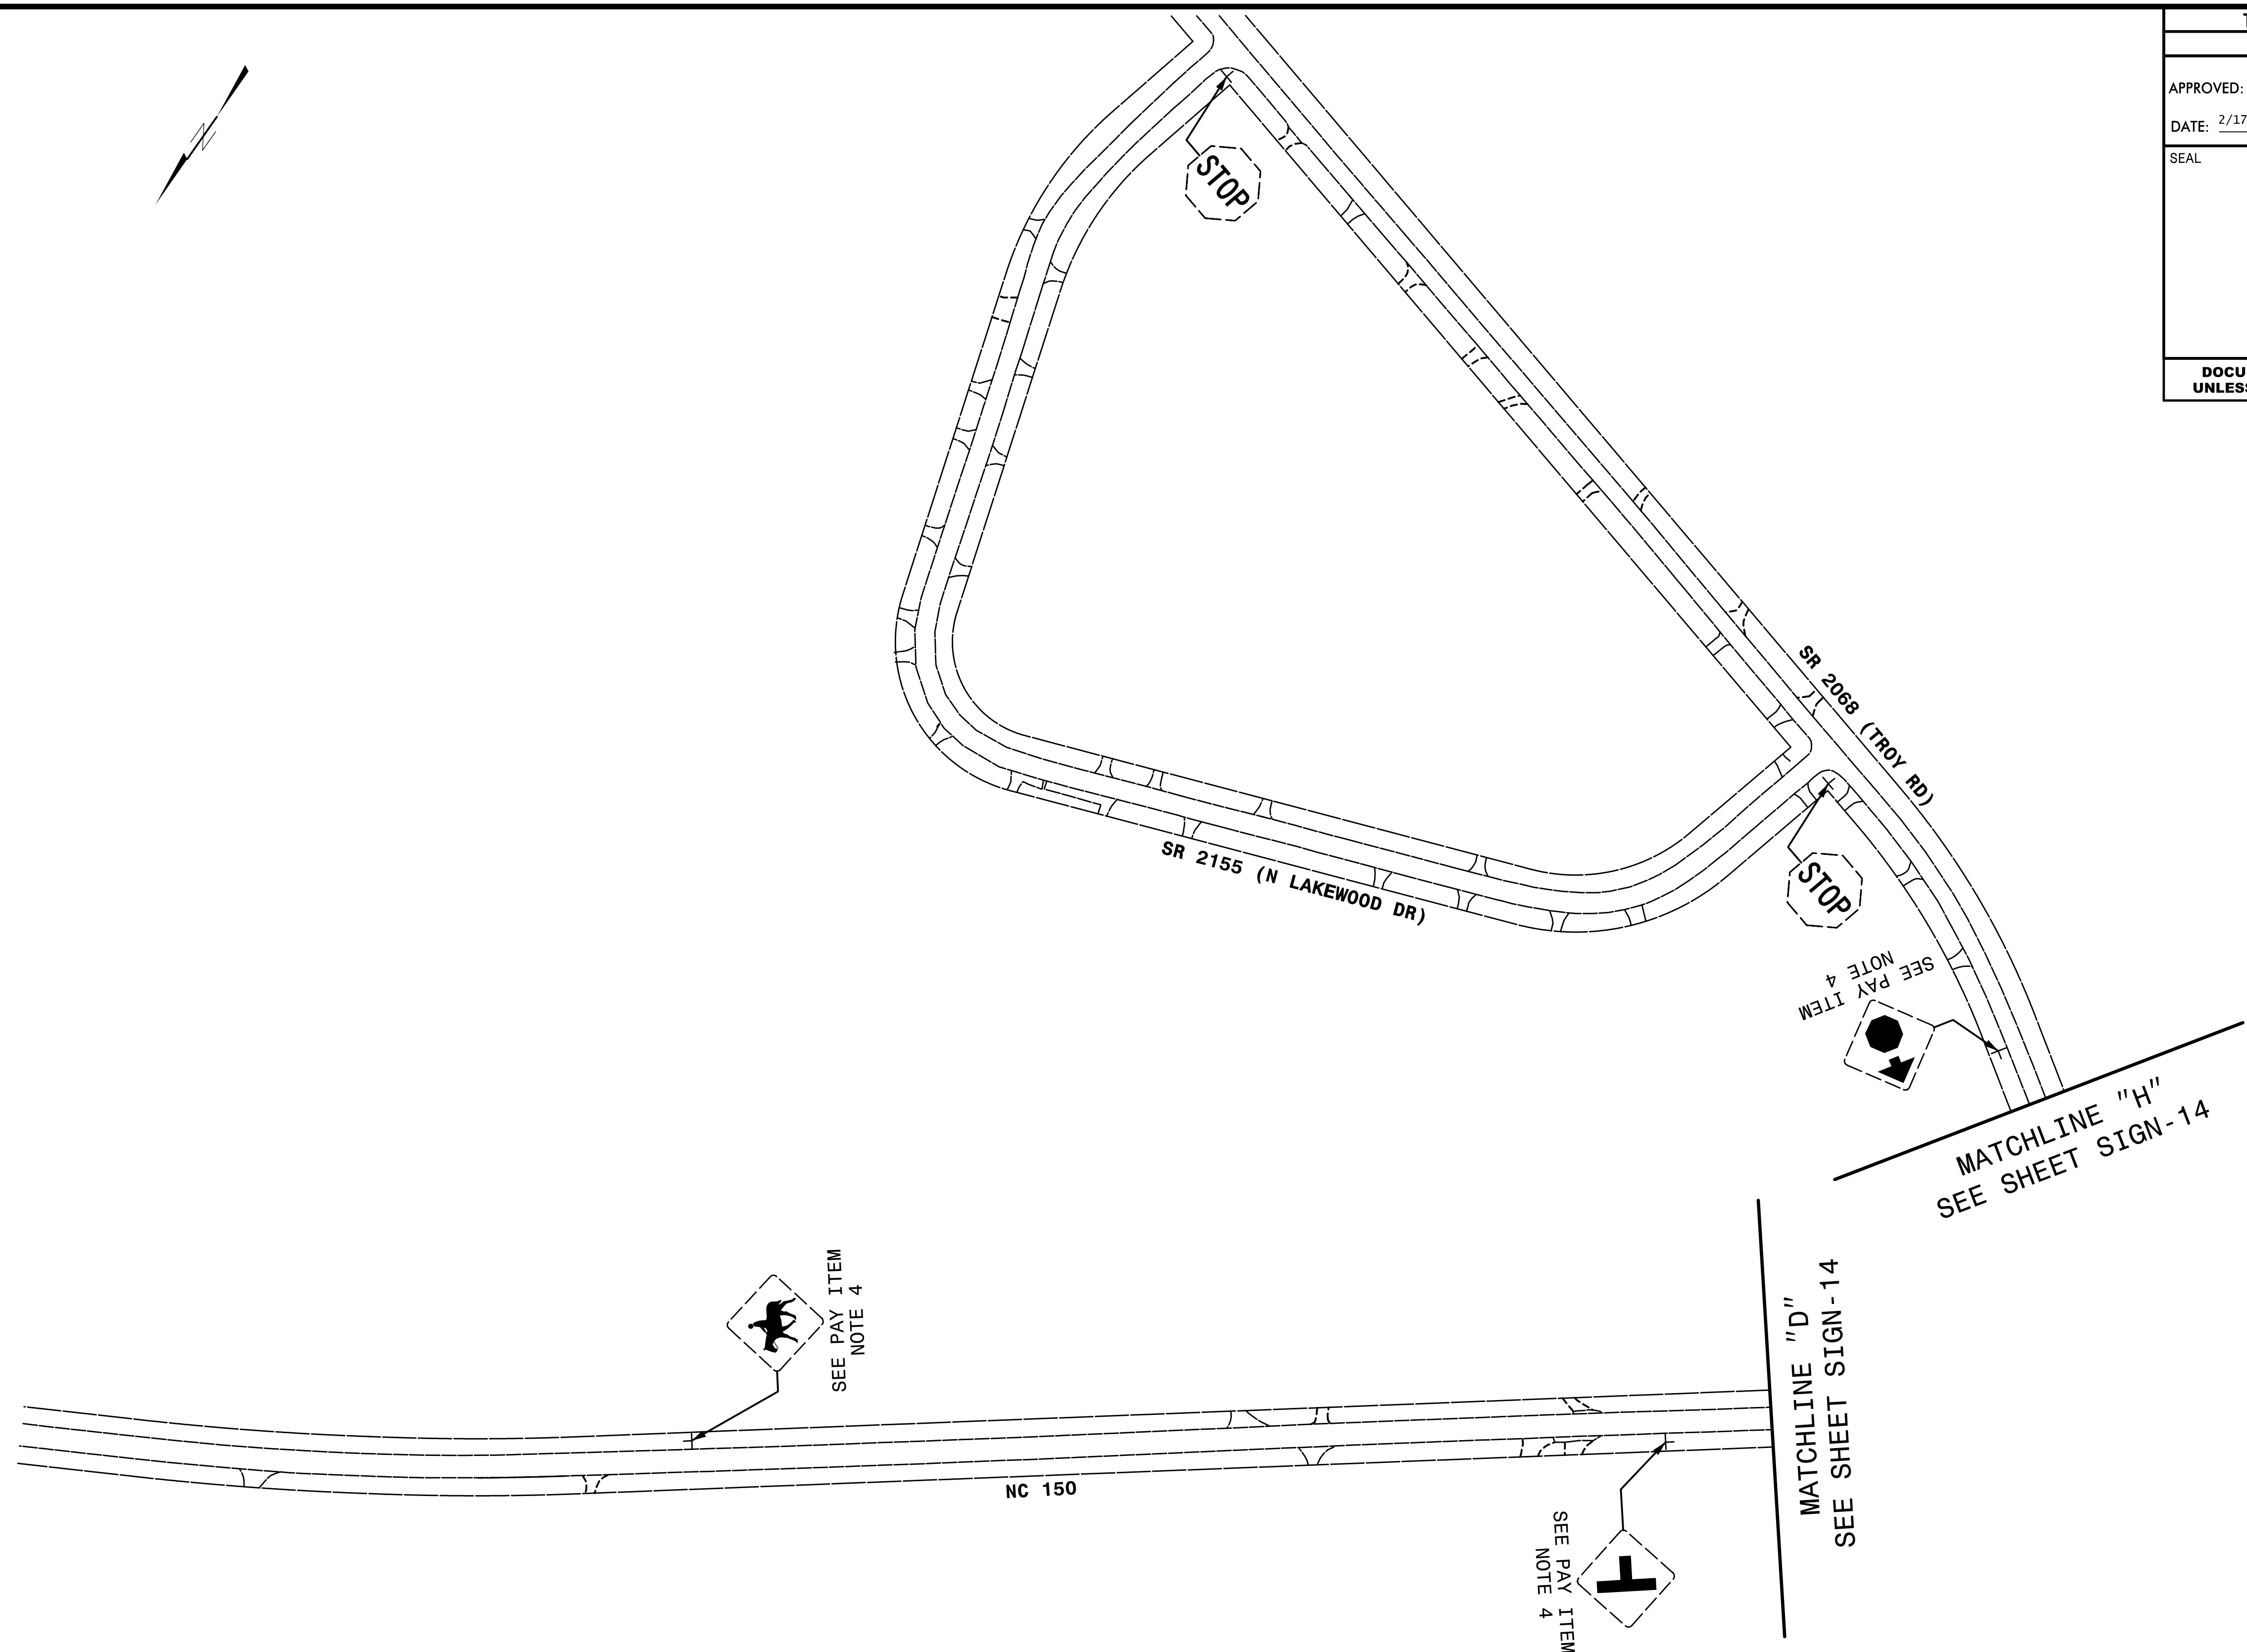 T
APPROVED:
DATE: 2/17
SEAL
DOCU
UNLESS
N
STOP
SR 2068 (TROY RD)
SR 2155 (N LAKEWOOD DR)
STOP
SEE PAY ITEM
NOTE 4
MATCHLINE "H"
SEE SHEET SIGN-14
SEE PAY ITEM
NOTE 4
MATCHLINE "D"
SEE SHEET SIGN-14
NC 150
SEE PAY ITEM
NOTE 4